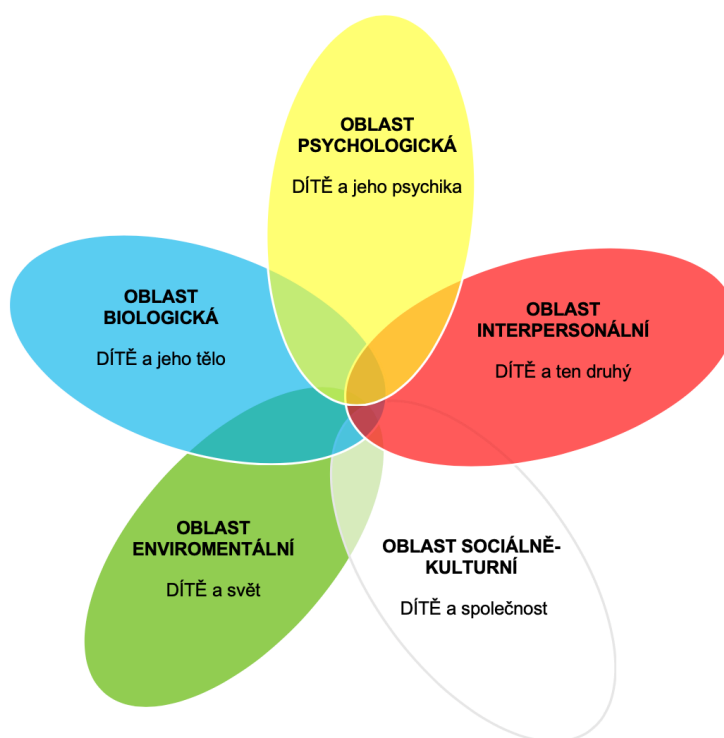 OBLAST
PSYCHOLOGICKÁ
DÍTĚ a jeho psychika
OBLAST
BIOLOGICKÁ
DÍTĚ a jeho tělo
OBLAST
INTERPERSONÁLNÍ
DÍTĚ a ten druhý
OBLAST
ENVIROMENTÁLNÍ
DÍTĚ a svět
OBLAST SOCIÁLNĚ-
KULTURNÍ
DÍTĚ a společnost